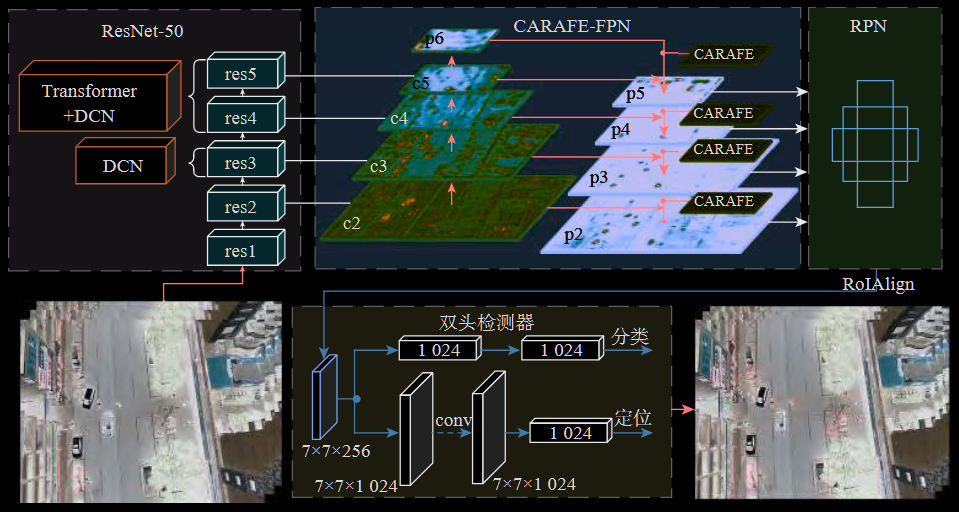 ResNet-50
Transformer
+DCN
DCN
res5
res4
res3
res2
res1
CARAFE-FPN
p6
c5
c4
c3
c2
CARAFE
p5
CARAFE
p4
CARAFE
p3
CARAFE
p2
RPN
RoIAlign
双头检测器
1 024
1 024
分类
7×7×256
conv
7×7×1 024
7×7×1 024
1 024
定位